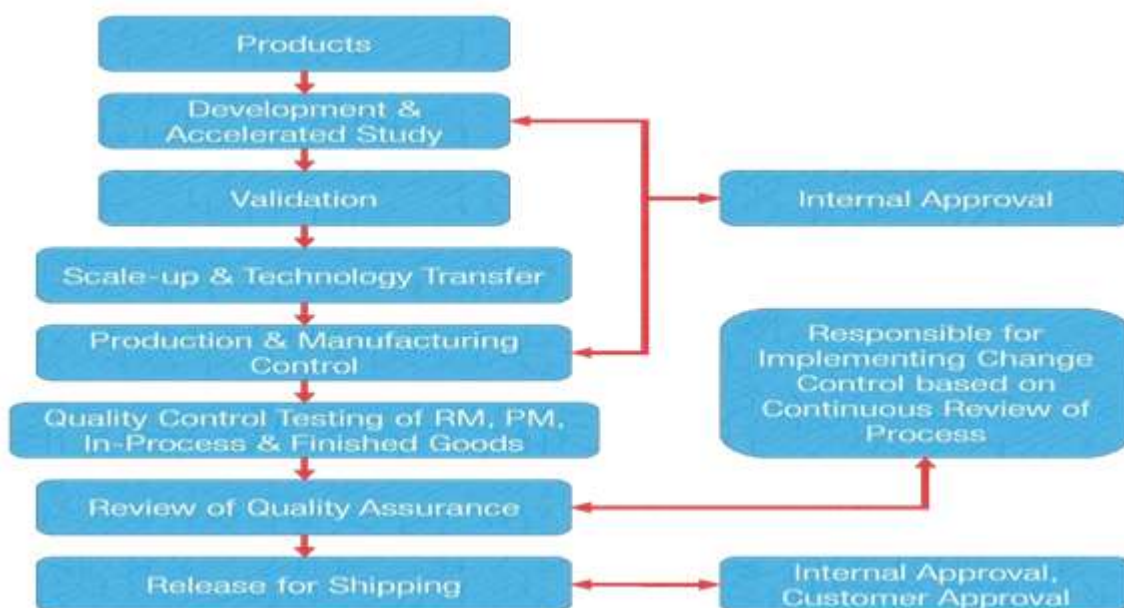 Products
Development &
Accelerated Study
Validation
Internal Approval
Scale-up & Technology Transfer
Production & Manufacturing
Control
Responsible for
Implementing Change
Control based on
Continuous Review of
Process
Quality Control Testing of RM, PM,
In-Process & Finished Goods
Review of Quality Assurance
Release for Shipping
Internal Approval,
Customer Approval